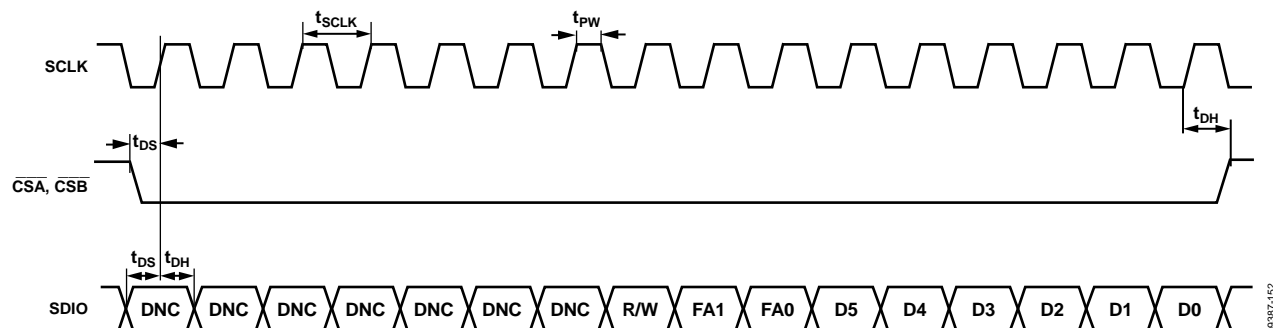 tSCLK
tPW
SCLK
tDS
tDH
CSA, CSB
tDS
tDH
SDIO
DNC DNC DNC DNC DNC DNC DNC R/W FA1 FA0 D5 D4 D3 D2 D1 D0
09387-152